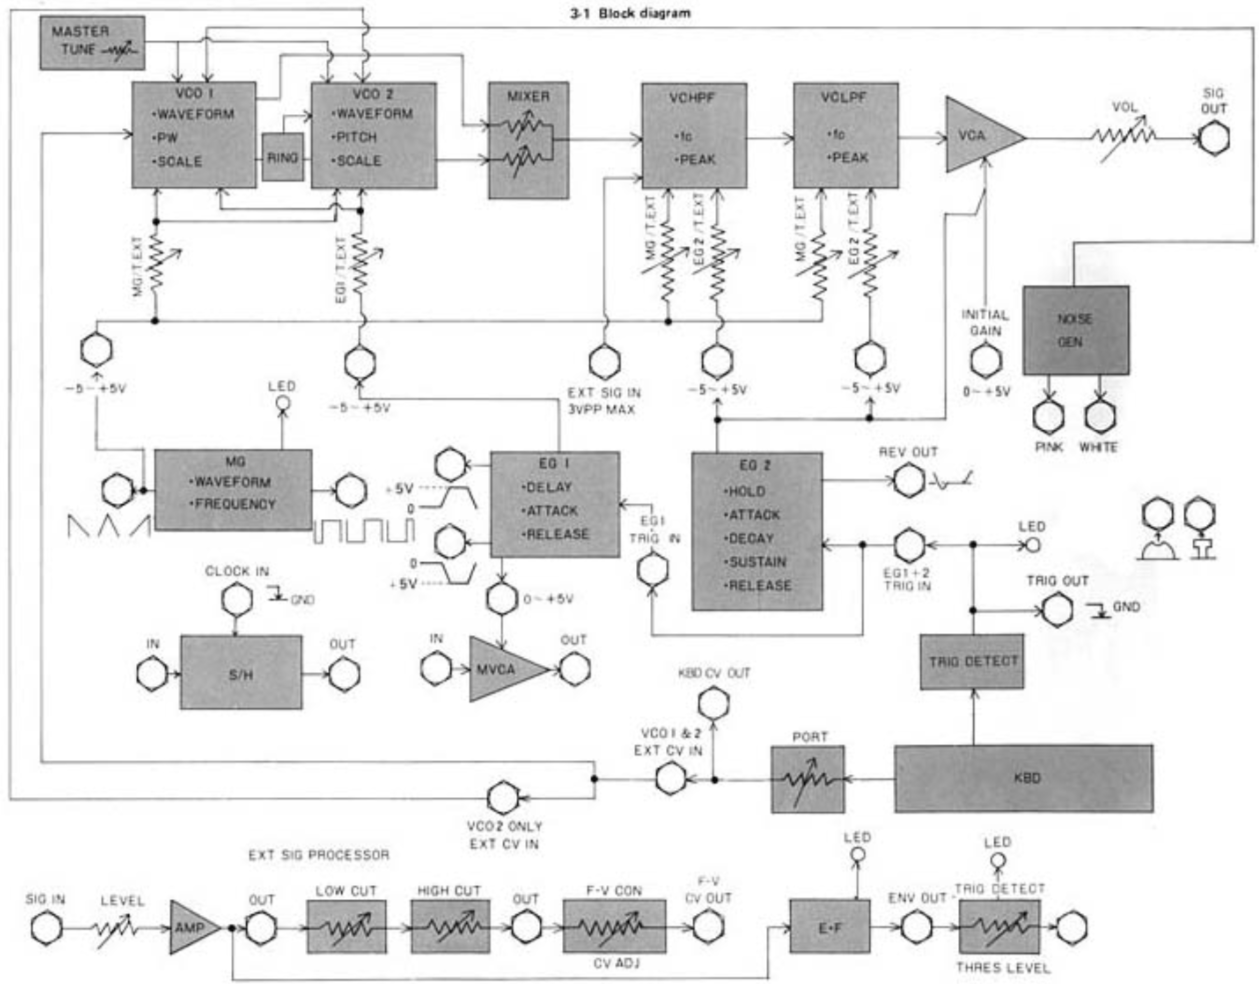 3-1 Block diagram
MASTER
TUNE
VCO 1
•WAVEFORM
•PW
•SCALE
RING
VCO 2
•WAVEFORM
•PITCH
•SCALE
MIXER
VCHPF
•fc
•PEAK
VCLPF
•fc
•PEAK
VCA
VOL
SIG
OUT
MG/T.EXT
EG1/T.EXT
MG/T.EXT
EG2/T.EXT
MG/T.EXT
EG2/T.EXT
INITIAL
GAIN
0~+5V
NOISE
GEN
PINK
WHITE
-5~+5V
LED
-5~+5V
EXT SIG IN
3VPP MAX
-5~+5V
-5~+5V
MG
•WAVEFORM
•FREQUENCY
+5V
0
0
+5V
EG 1
•DELAY
•ATTACK
•RELEASE
EG1
TRIG IN
EG 2
•HOLD
•ATTACK
•DECAY
•SUSTAIN
•RELEASE
REV OUT
EG1+2
TRIG IN
LED
TRIG OUT
GND
CLOCK IN
GND
IN
S/H
OUT
0~+5V
IN
MVCA
OUT
TRIG DETECT
KBD CV OUT
VCO1 & 2
EXT CV IN
PORT
KBD
VCO2 ONLY
EXT CV IN
EXT SIG PROCESSOR
SIG IN
LEVEL
AMP
OUT
LOW CUT
HIGH CUT
OUT
F-V CON
CV ADJ
F-V
CV OUT
LED
E•F
ENV OUT
LED
TRIG DETECT
THRES LEVEL